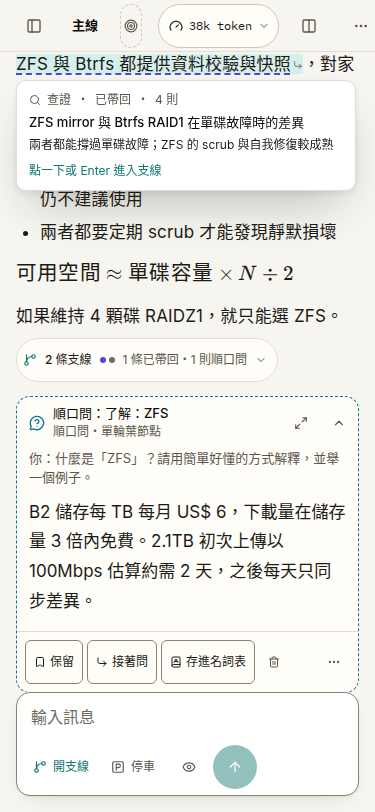 主線
38k token
ZFS 與 Btrfs 都提供資料校驗與快照，對家
查證 · 已帶回 · 4 則
ZFS mirror 與 Btrfs RAID1 在單碟故障時的差異
兩者都能撐過單碟故障；ZFS 的 scrub 與自我修復較成熟
點一下或 Enter 進入支線
仍不建議使用
• 兩者都要定期 scrub 才能發現靜默損壞
可用空間 ≈ 單碟容量 × N ÷ 2
如果維持 4 顆碟 RAIDZ1，就只能選 ZFS。
2 條支線 1 條已帶回·1 則順口問
順口問：了解：ZFS
順口問·單輪葉節點
你：什麼是「ZFS」？請用簡單好懂的方式解釋，並舉
一個例子。
B2 儲存每 TB 每月 US$ 6，下載量在儲存
量 3 倍內免費。2.1TB 初次上傳以
100Mbps 估算約需 2 天，之後每天只同
步差異。
保留 接著問 存進名詞表
輸入訊息
開支線 停車